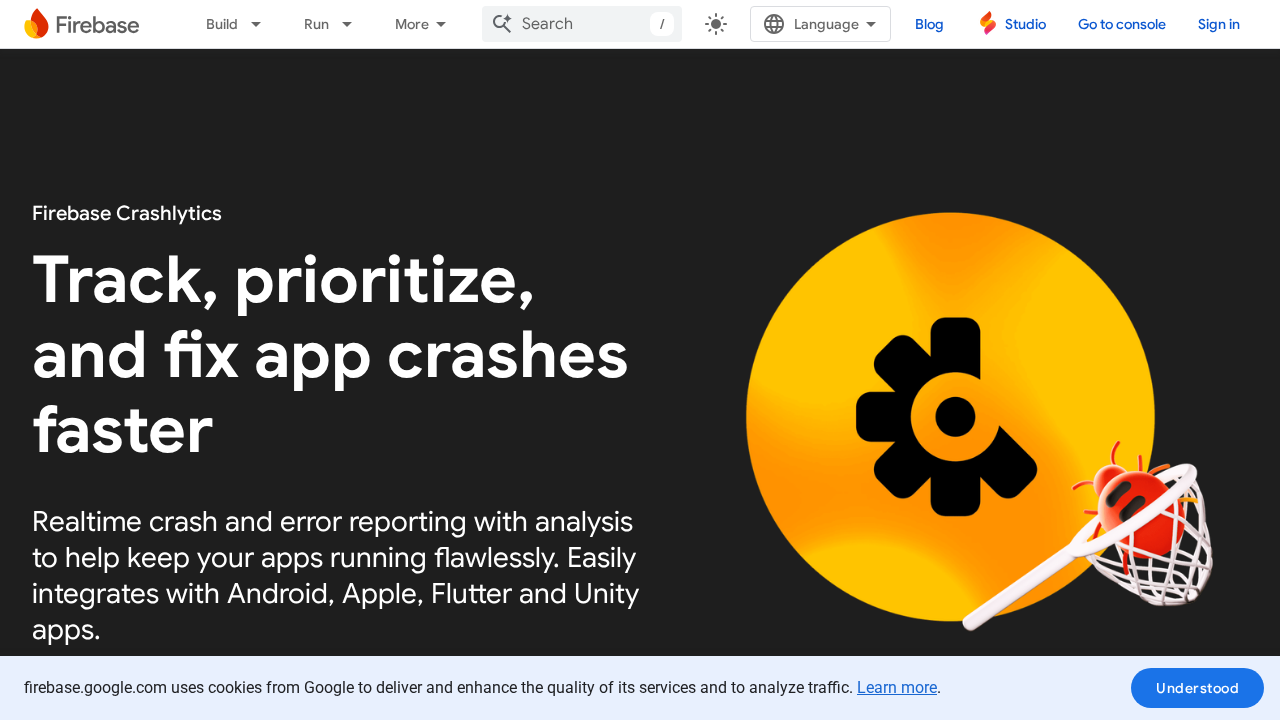 Firebase
Build
Run
More
Search
/
Language
Blog
Studio
Go to console
Sign in
Firebase Crashlytics
Track, prioritize,
and fix app crashes
faster
Realtime crash and error reporting with analysis
to help keep your apps running flawlessly. Easily
integrates with Android, Apple, Flutter and Unity
apps.
firebase.google.com uses cookies from Google to deliver and enhance the quality of its services and to analyze traffic. Learn more.
Understood